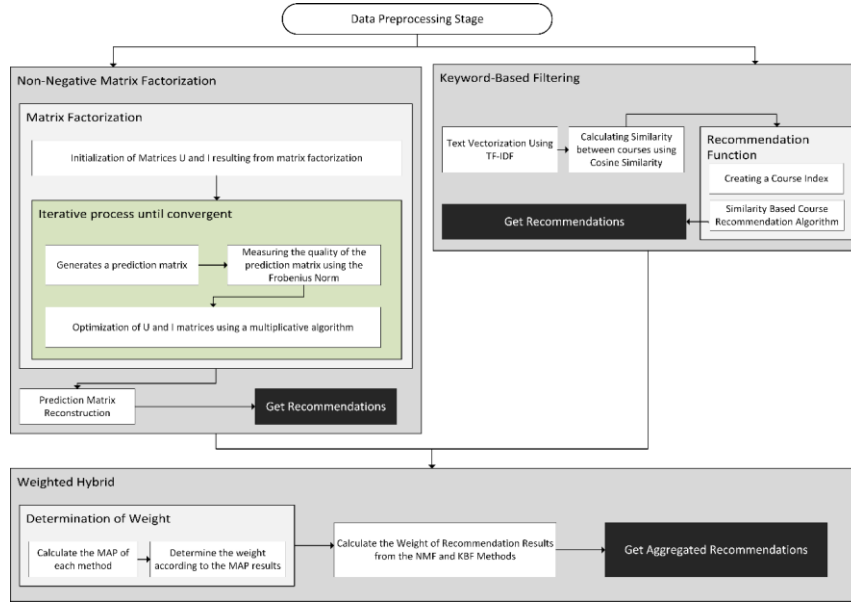 Data Preprocessing Stage
Non-Negative Matrix Factorization
Matrix Factorization
Initialization of Matrices U and I resulting from matrix factorization
Iterative process until convergent
Generates a prediction matrix
Measuring the quality of the
prediction matrix using the
Frobenius Norm
Optimization of U and I matrices using a multiplicative algorithm
Prediction Matrix
Reconstruction
Get Recommendations
Keyword-Based Filtering
Text Vectorization Using
TF-IDF
Calculating Similarity
between courses using
Cosine Similarity
Recommendation
Function
Creating a Course Index
Similarity Based Course
Recommendation Algorithm
Get Recommendations
Weighted Hybrid
Determination of Weight
Calculate the MAP of
each method
Determine the weight
according to the MAP results
Calculate the Weight of Recommendation Results
from the NMF and KBF Methods
Get Aggregated Recommendations